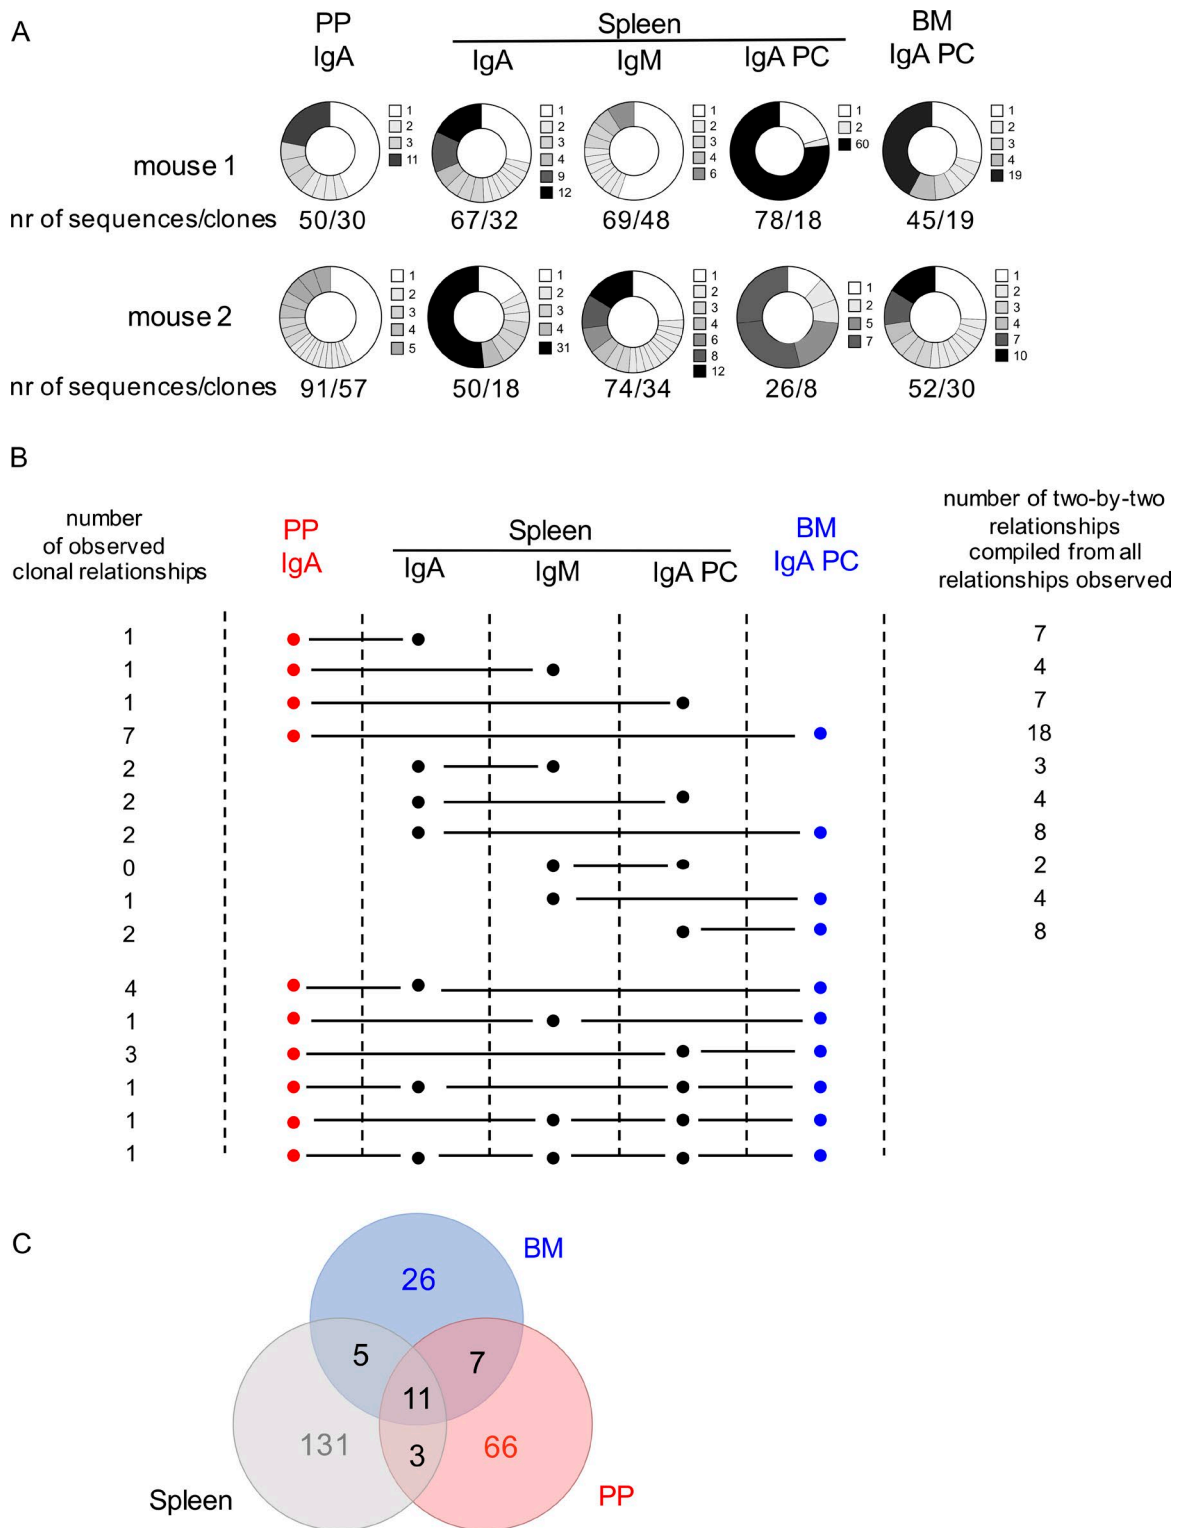 A
PP
IgA
Spleen
IgA
IgM
IgA PC
BM
IgA PC
mouse 1
1
2
3
11
1
2
3
4
9
12
1
2
3
4
6
1
2
60
1
2
3
4
19
nr of sequences/clones 50/30 67/32 69/48 78/18 45/19
mouse 2
1
2
3
4
5
1
2
3
4
31
1
2
3
4
6
8
12
1
2
5
7
1
2
3
4
7
10
nr of sequences/clones 91/57 50/18 74/34 26/8 52/30
B
number
of observed
clonal relationships
PP
IgA
Spleen
IgA
IgM
IgA PC
BM
IgA PC
number of two-by-two
relationships
compiled from all
relationships observed
1 7
1 4
1 7
7 18
2 3
2 4
2 8
0 2
1 4
2 8
4
1
3
1
1
1
C
BM
26
5
7
11
131
3
66
Spleen
PP